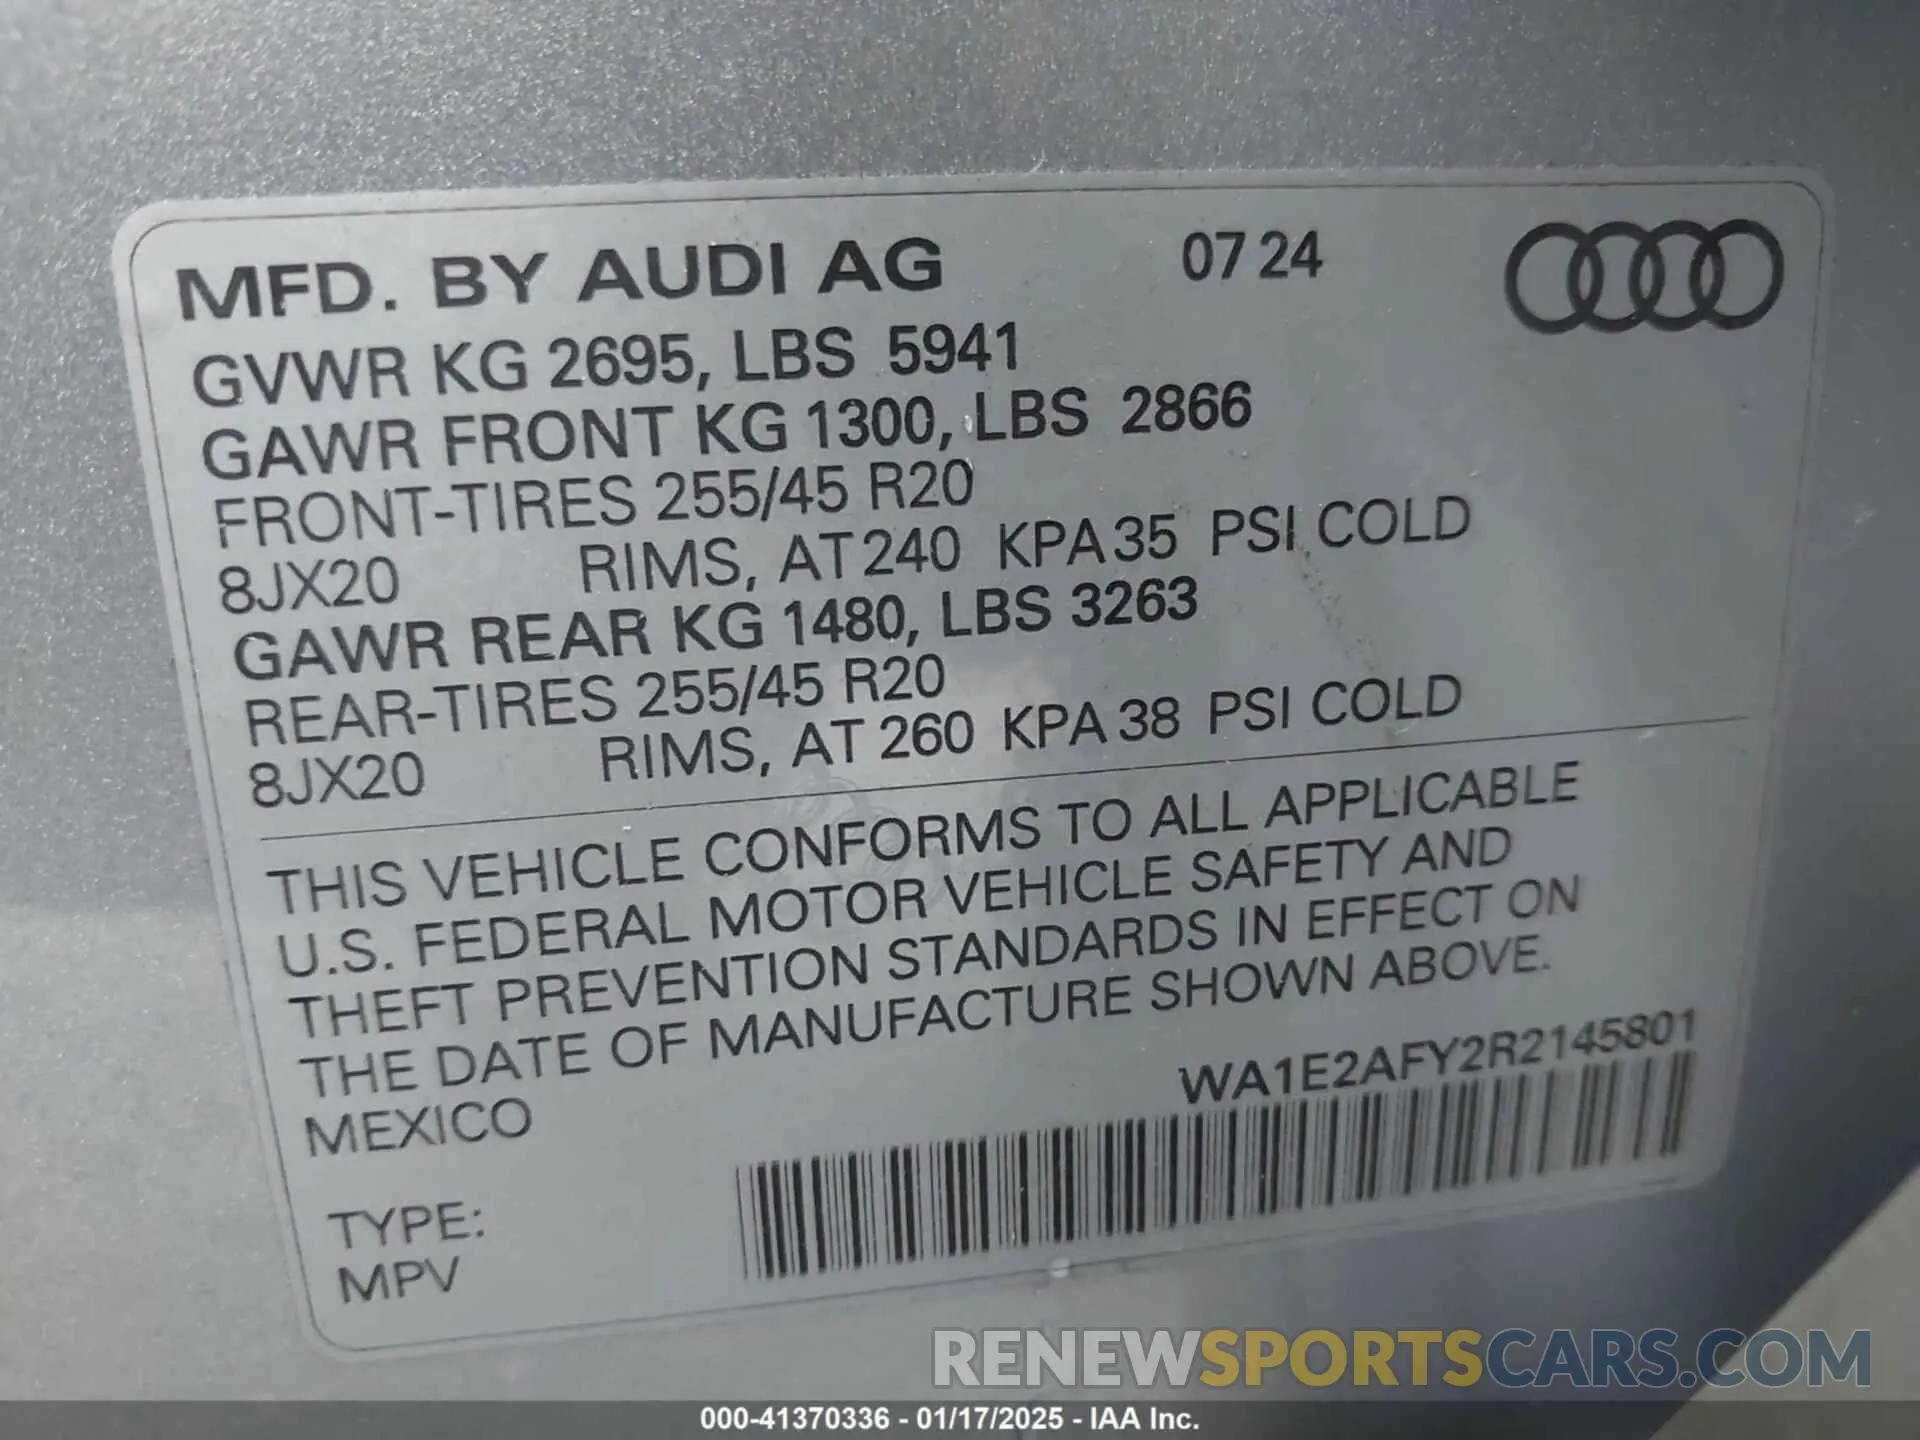 MFD. BY AUDI AG 07 24
GVWR KG 2695, LBS 5941
GAWR FRONT KG 1300, LBS 2866
FRONT-TIRES 255/45 R20
8JX20 RIMS, AT 240 KPA 35 PSI COLD
GAWR REAR KG 1480, LBS 3263
REAR-TIRES 255/45 R20
8JX20 RIMS, AT 260 KPA 38 PSI COLD
THIS VEHICLE CONFORMS TO ALL APPLICABLE
U.S. FEDERAL MOTOR VEHICLE SAFETY AND
THEFT PREVENTION STANDARDS IN EFFECT ON
THE DATE OF MANUFACTURE SHOWN ABOVE.
MEXICO
WA1E2AFY2R2145801
TYPE:
MPV
RENEWSPORTSCARS.COM
000-41370336 - 01/17/2025 - IAA Inc.